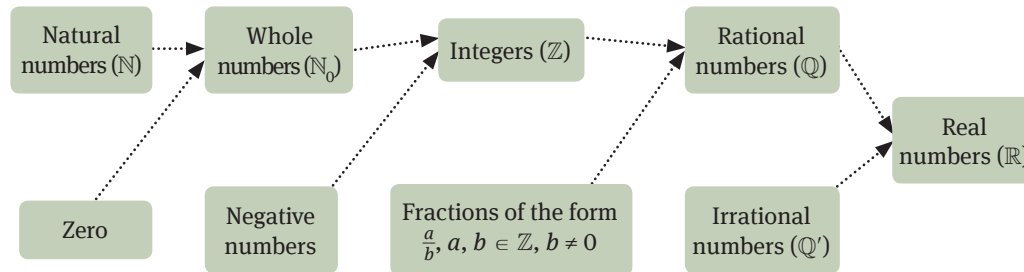 Natural
numbers (ℕ)
Whole
numbers (ℕ₀)
Integers (ℤ)
Rational
numbers (ℚ)
Real
numbers (ℝ)
Zero
Negative
numbers
Fractions of the form
a/b, a, b ∈ ℤ, b ≠ 0
Irrational
numbers (ℚ′)